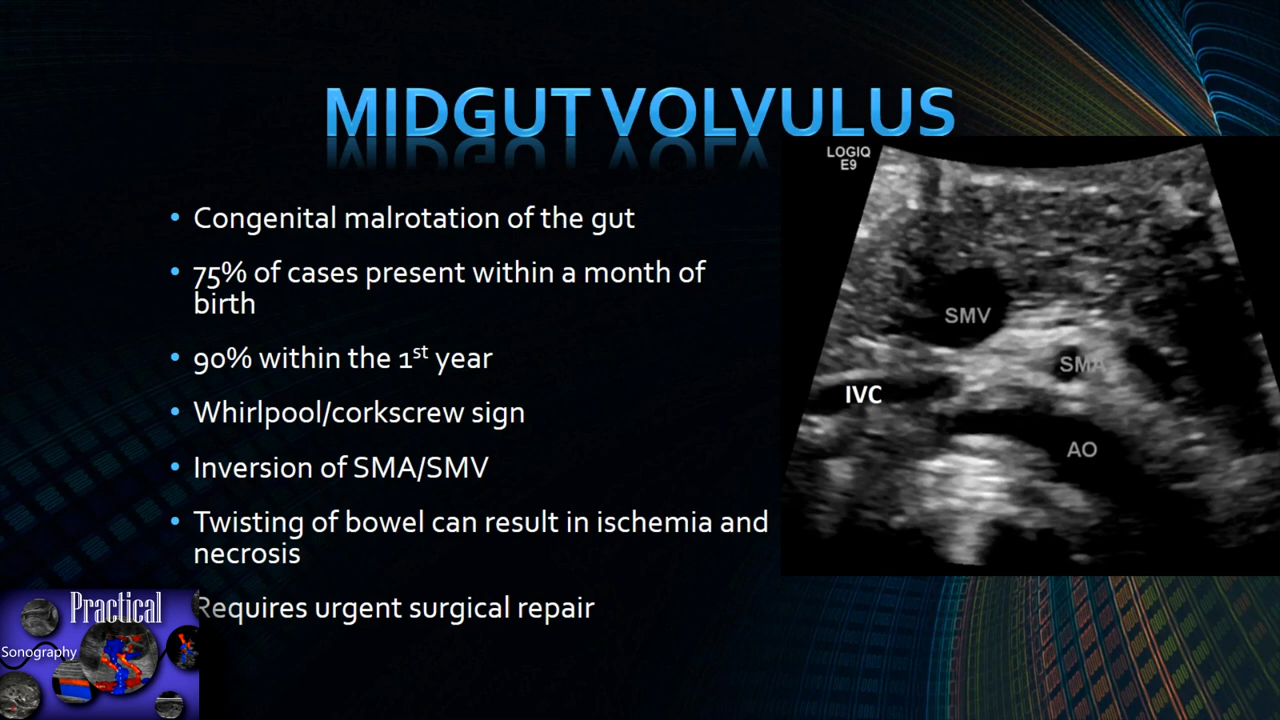 MIDGUT VOLVULUS
LOGIQ
E9
• Congenital malrotation of the gut
• 75% of cases present within a month of
birth
• 90% within the 1st year
• Whirlpool/corkscrew sign
• Inversion of SMA/SMV
• Twisting of bowel can result in ischemia and
necrosis
Requires urgent surgical repair
SMV
SMA
IVC
AO
Practical
Sonography